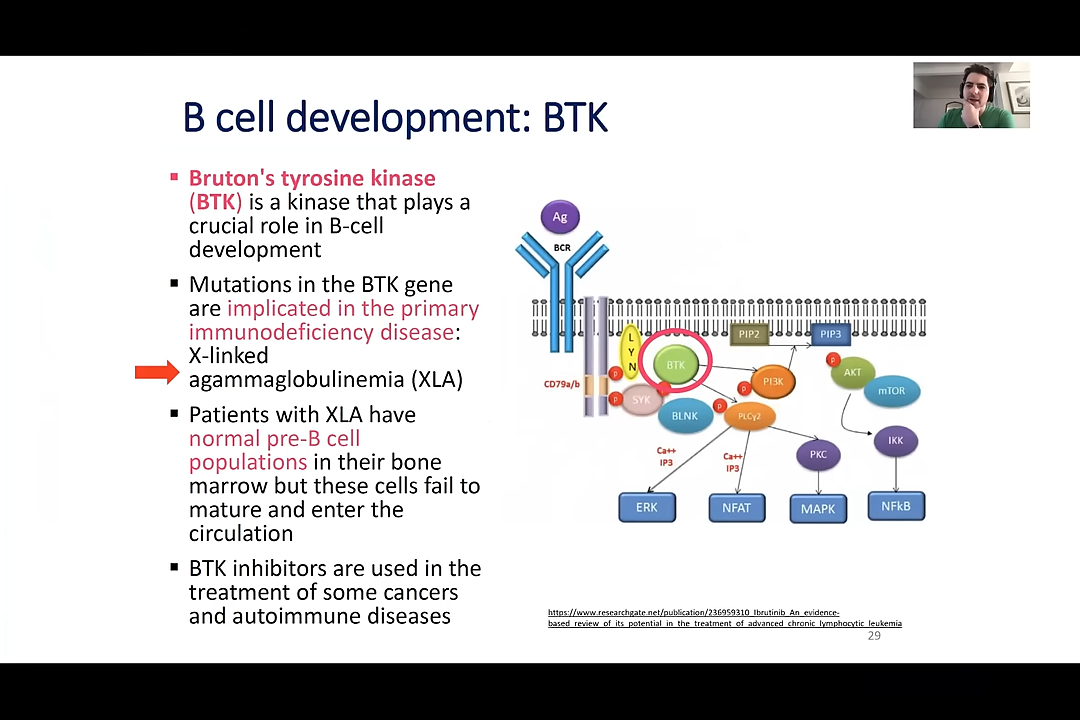 B cell development: BTK
▪ Bruton's tyrosine kinase
(BTK) is a kinase that plays a
crucial role in B-cell
development
▪ Mutations in the BTK gene
are implicated in the primary
immunodeficiency disease:
X-linked
agammaglobulinemia (XLA)
▪ Patients with XLA have
normal pre-B cell
populations in their bone
marrow but these cells fail to
mature and enter the
circulation
▪ BTK inhibitors are used in the
treatment of some cancers
and autoimmune diseases
Ag
BCR
LYN
BTK
PIP2
PIP3
P
CD79a/b
P
SYK
P
BLNK
P
PLCγ2
P
PI3K
P
AKT
mTOR
IKK
PKC
Ca++
IP3
Ca++
IP3
ERK
NFAT
MAPK
NFkB
https://www.researchgate.net/publication/236959310_Ibrutinib_An_evidence-
based_review_of_its_potential_in_the_treatment_of_advanced_chronic_lymphocytic_leukemia
29